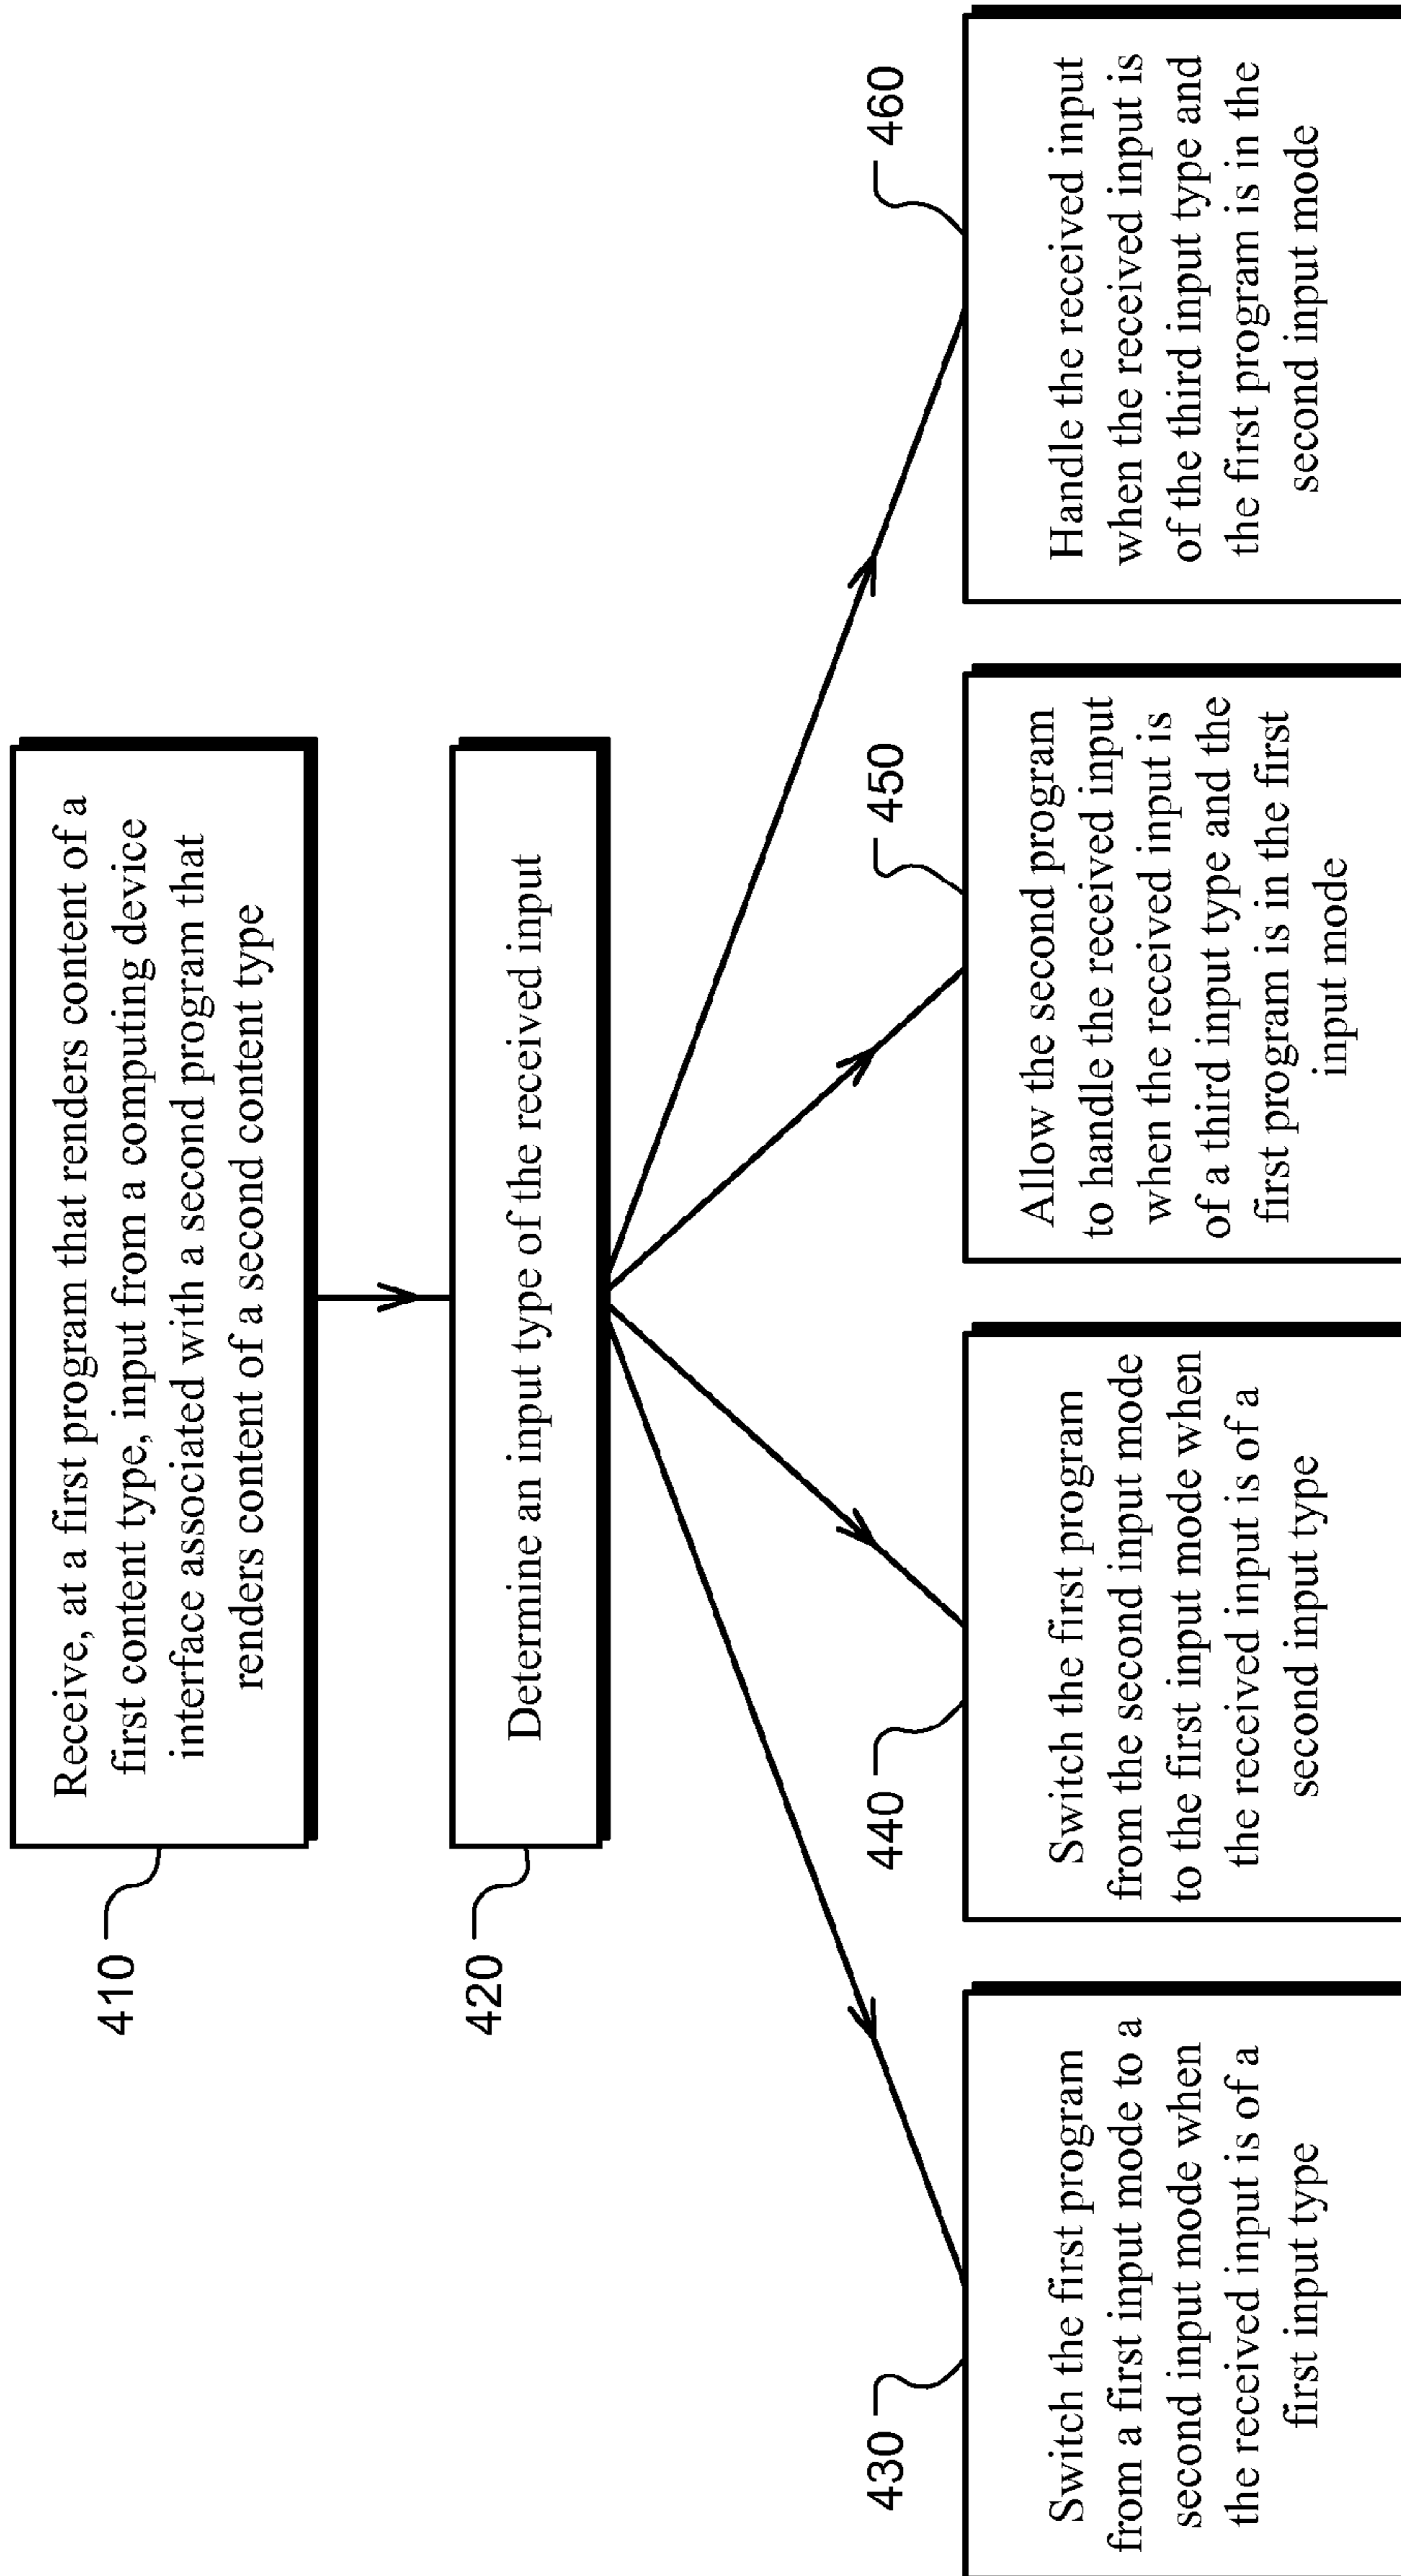 Receive, at a first program that renders content of a
first content type, input from a computing device
interface associated with a second program that
renders content of a second content type
410
Determine an input type of the received input
420
430
Switch the first program
from a first input mode to a
second input mode when
the received input is of a
first input type
440
Switch the first program
from the second input mode
to the first input mode when
the received input is of a
second input type
450
Allow the second program
to handle the received input
when the received input is
of a third input type and the
first program is in the first
input mode
460
Handle the received input
when the received input is
of the third input type and
the first program is in the
second input mode